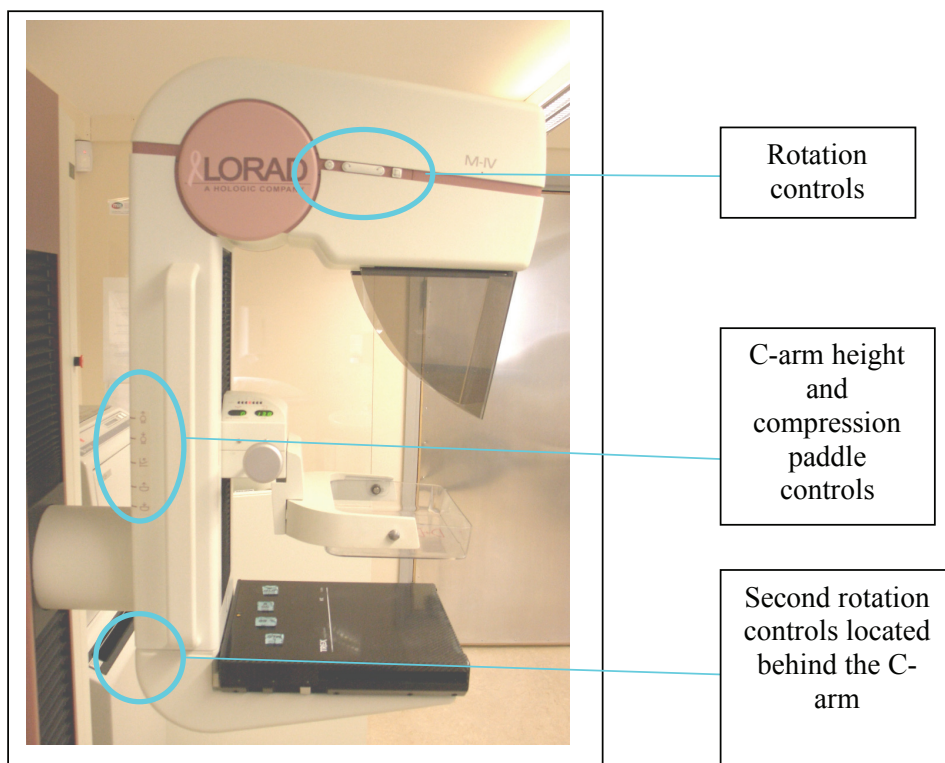 LORAD
A HOLOGIC COMPANY
M-IV
Rotation
controls
C-arm height
and
compression
paddle
controls
Second rotation
controls located
behind the C-
arm